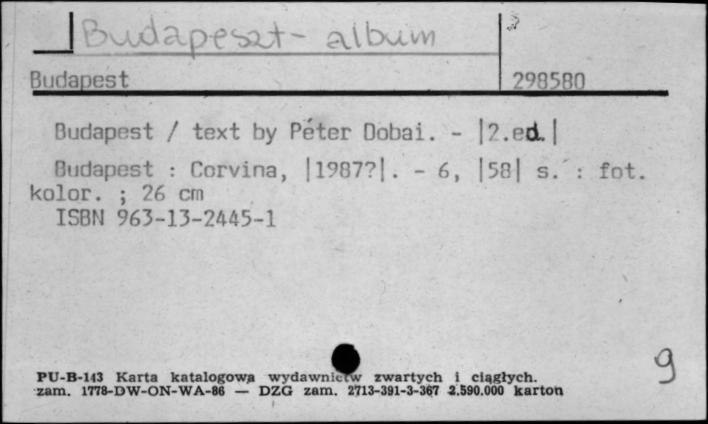 Budapeszt - album
Budapest 298580
Budapest / text by Péter Dobai. - |2.ed.|
Budapest : Corvina, |1987?|. - 6, |58| s. : fot.
kolor. ; 26 cm
ISBN 963-13-2445-1
9
PU-B-143 Karta katalogowa wydawnictw zwartych i ciągłych.
zam. 1778-DW-ON-WA-86 — DZG zam. 2713-391-3-367 2.590.000 karton